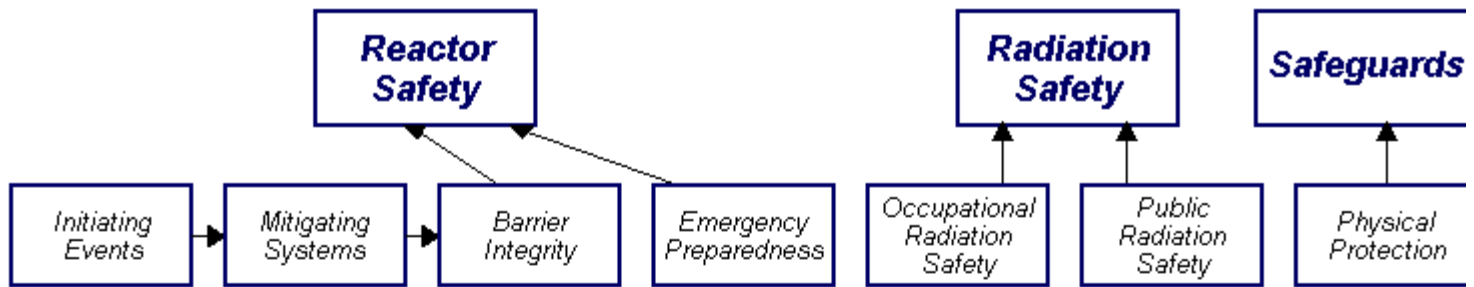 Reactor
Safety
Radiation
Safety
Safeguards
Initiating
Events
Mitigating
Systems
Barrier
Integrity
Emergency
Preparedness
Occupational
Radiation
Safety
Public
Radiation
Safety
Physical
Protection